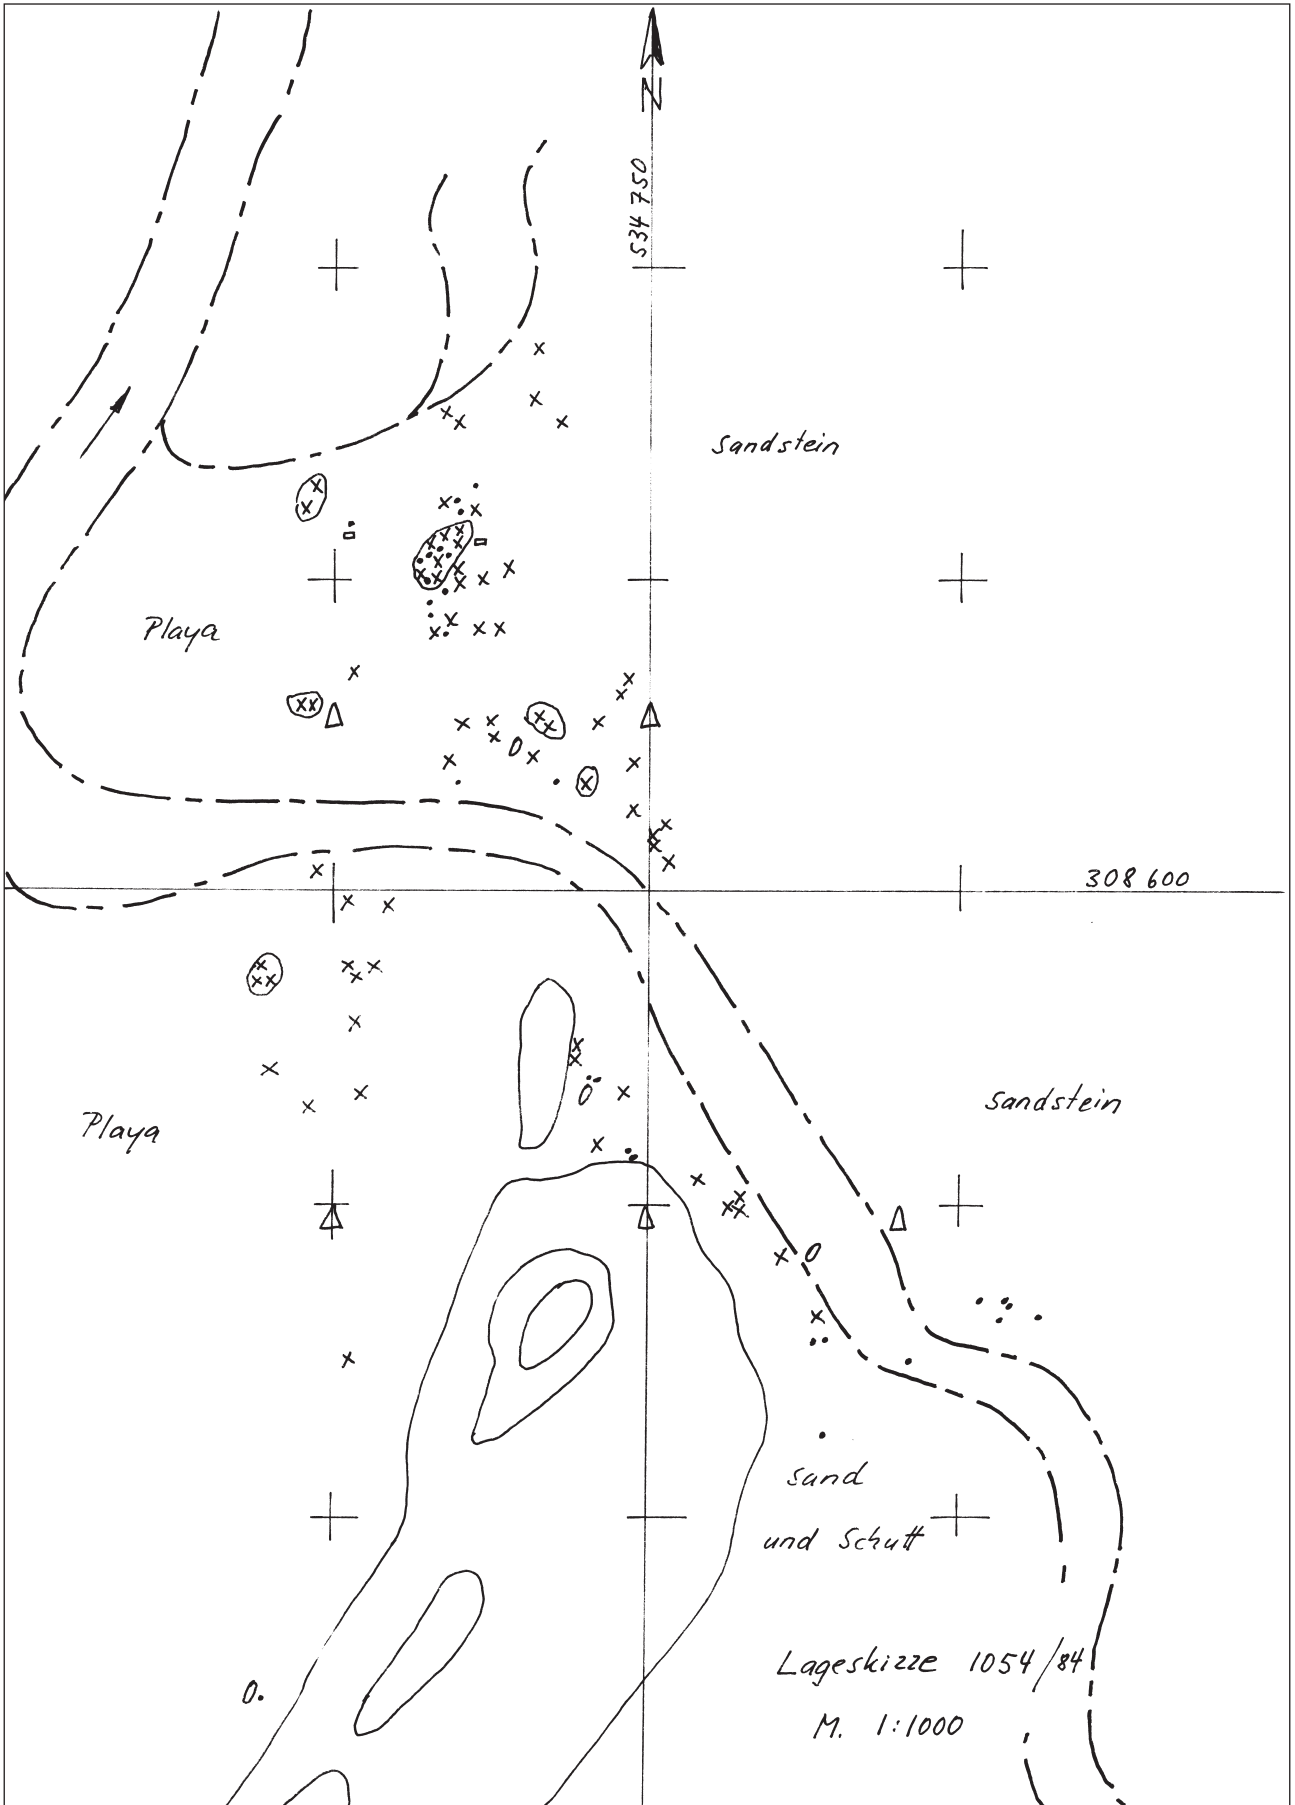 N
534 750
Sandstein
Playa
308 600
Playa
Sandstein
Sand
und Schutt
Lageskizze 1054/84
M. 1:1000